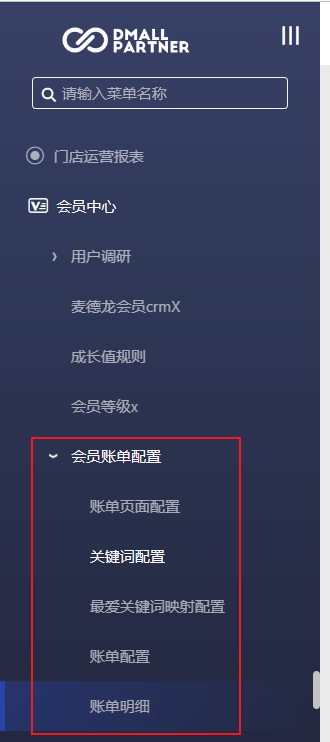 DMALL
PARTNER
请输入菜单名称
门店运营报表
会员中心
用户调研
麦德龙会员crmX
成长值规则
会员等级x
会员账单配置
账单页面配置
关键词配置
最爱关键词映射配置
账单配置
账单明细